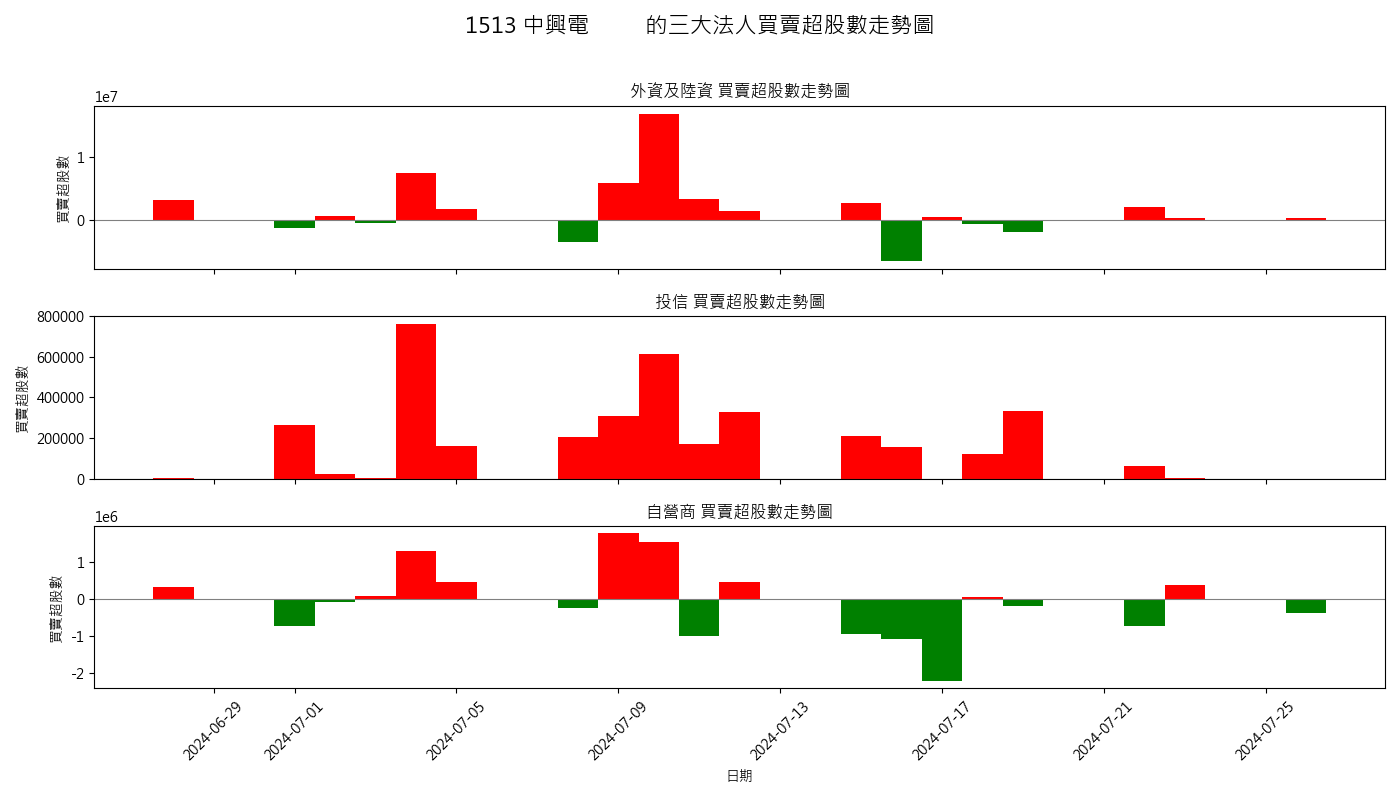 1513 中興電 的三大法人買賣超股數走勢圖
外資及陸資 買賣超股數走勢圖
1e7
買賣超股數
1
0
投信 買賣超股數走勢圖
買賣超股數
800000
600000
400000
200000
0
自營商 買賣超股數走勢圖
1e6
買賣超股數
1
0
-1
-2
2024-06-29
2024-07-01
2024-07-05
2024-07-09
2024-07-13
2024-07-17
2024-07-21
2024-07-25
日期